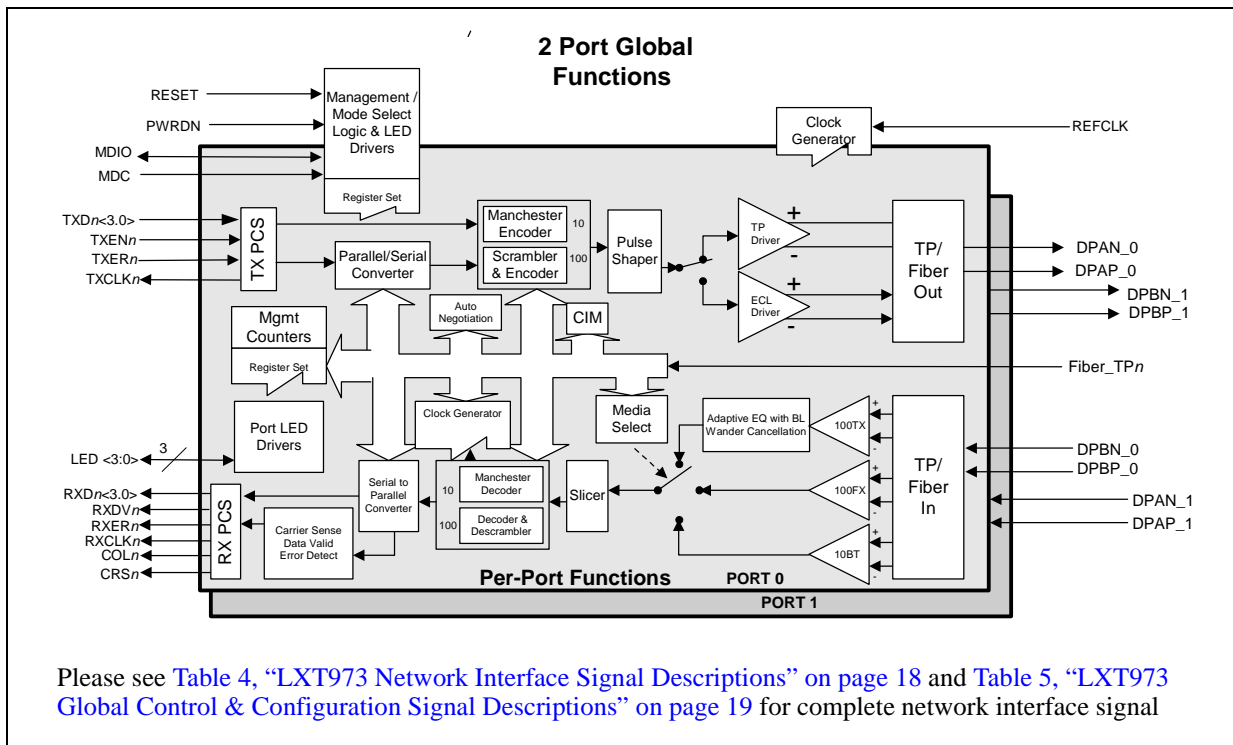 2 Port Global
Functions
RESET
PWRDN
MDIO
MDC
Management /
Mode Select
Logic & LED
Drivers
Register Set
Clock
Generator
REFCLK
TXDn<3.0>
TXENn
TXERn
TXCLKn
TX PCS
Parallel/Serial
Converter
Manchester
Encoder
10
Scrambler
& Encoder
100
Pulse
Shaper
TP
Driver
+
-
ECL
Driver
+
-
TP/
Fiber
Out
DPAN_0
DPAP_0
DPBN_1
DPBP_1
Mgmt
Counters
Register Set
Auto
Negotiation
CIM
Fiber_TPn
Port LED
Drivers
LED <3:0>
3
Clock Generator
Media
Select
Adaptive EQ with BL
Wander Cancellation
100TX
+
-
100FX
+
-
10BT
+
-
TP/
Fiber
In
DPBN_0
DPBP_0
DPAN_1
DPAP_1
RXDn<3.0>
RXDVn
RXERn
RXCLKn
COLn
CRSn
RX PCS
Carrier Sense
Data Valid
Error Detect
Serial to
Parallel
Converter
10
Manchester
Decoder
100
Decoder &
Descrambler
Slicer
Per-Port Functions
PORT 0
PORT 1
Please see Table 4, “LXT973 Network Interface Signal Descriptions” on page 18 and Table 5, “LXT973
Global Control & Configuration Signal Descriptions” on page 19 for complete network interface signal